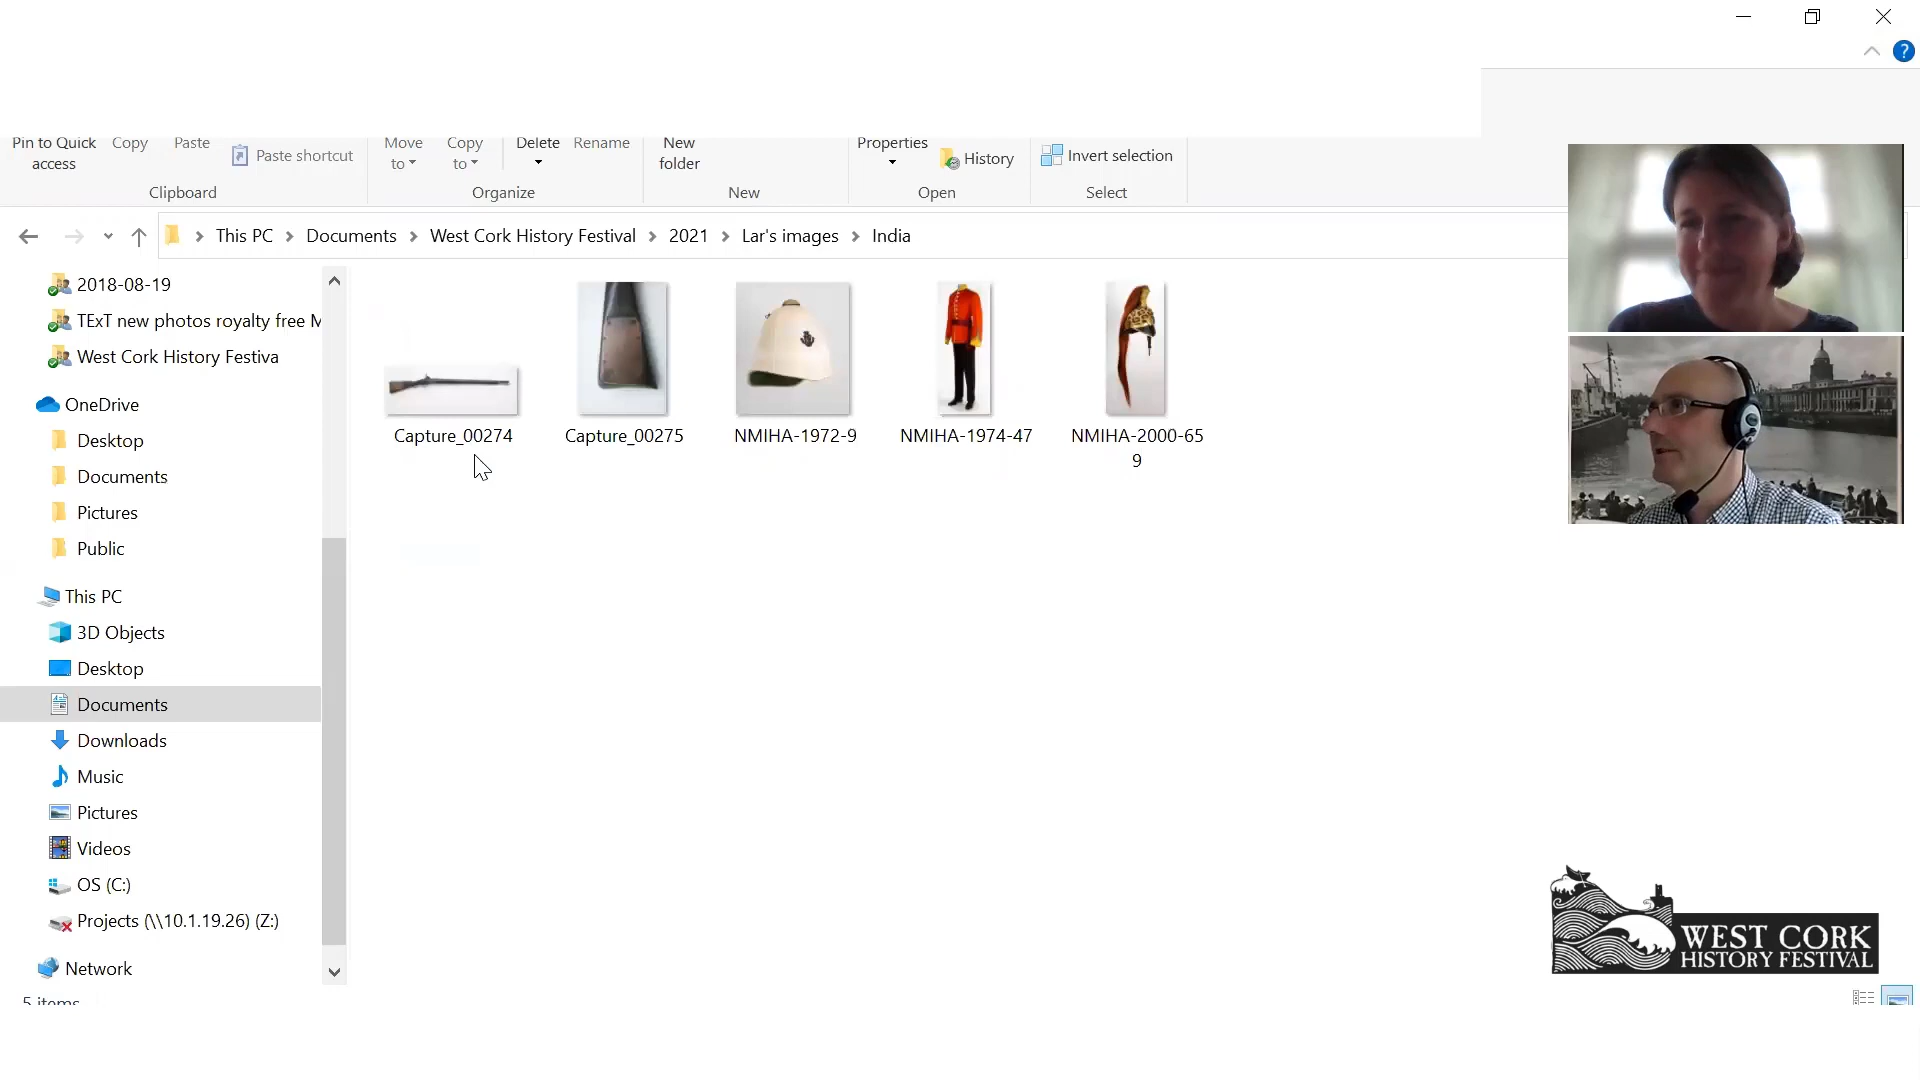 ?
Pin to Quick
access
Copy
Paste
Paste shortcut
Clipboard
Move
to
Copy
to
Delete
Rename
Organize
New
folder
New
Properties
History
Open
Invert selection
Select
This PC
Documents
West Cork History Festival
2021
Lar's images
India
2018-08-19
TExT new photos royalty free M
West Cork History Festiva
OneDrive
Desktop
Documents
Pictures
Public
This PC
3D Objects
Desktop
Documents
Downloads
Music
Pictures
Videos
OS (C:)
Projects (\\10.1.19.26) (Z:)
Network
5 items
Capture_00274
Capture_00275
NMIHA-1972-9
NMIHA-1974-47
NMIHA-2000-65
9
WEST CORK
HISTORY FESTIVAL